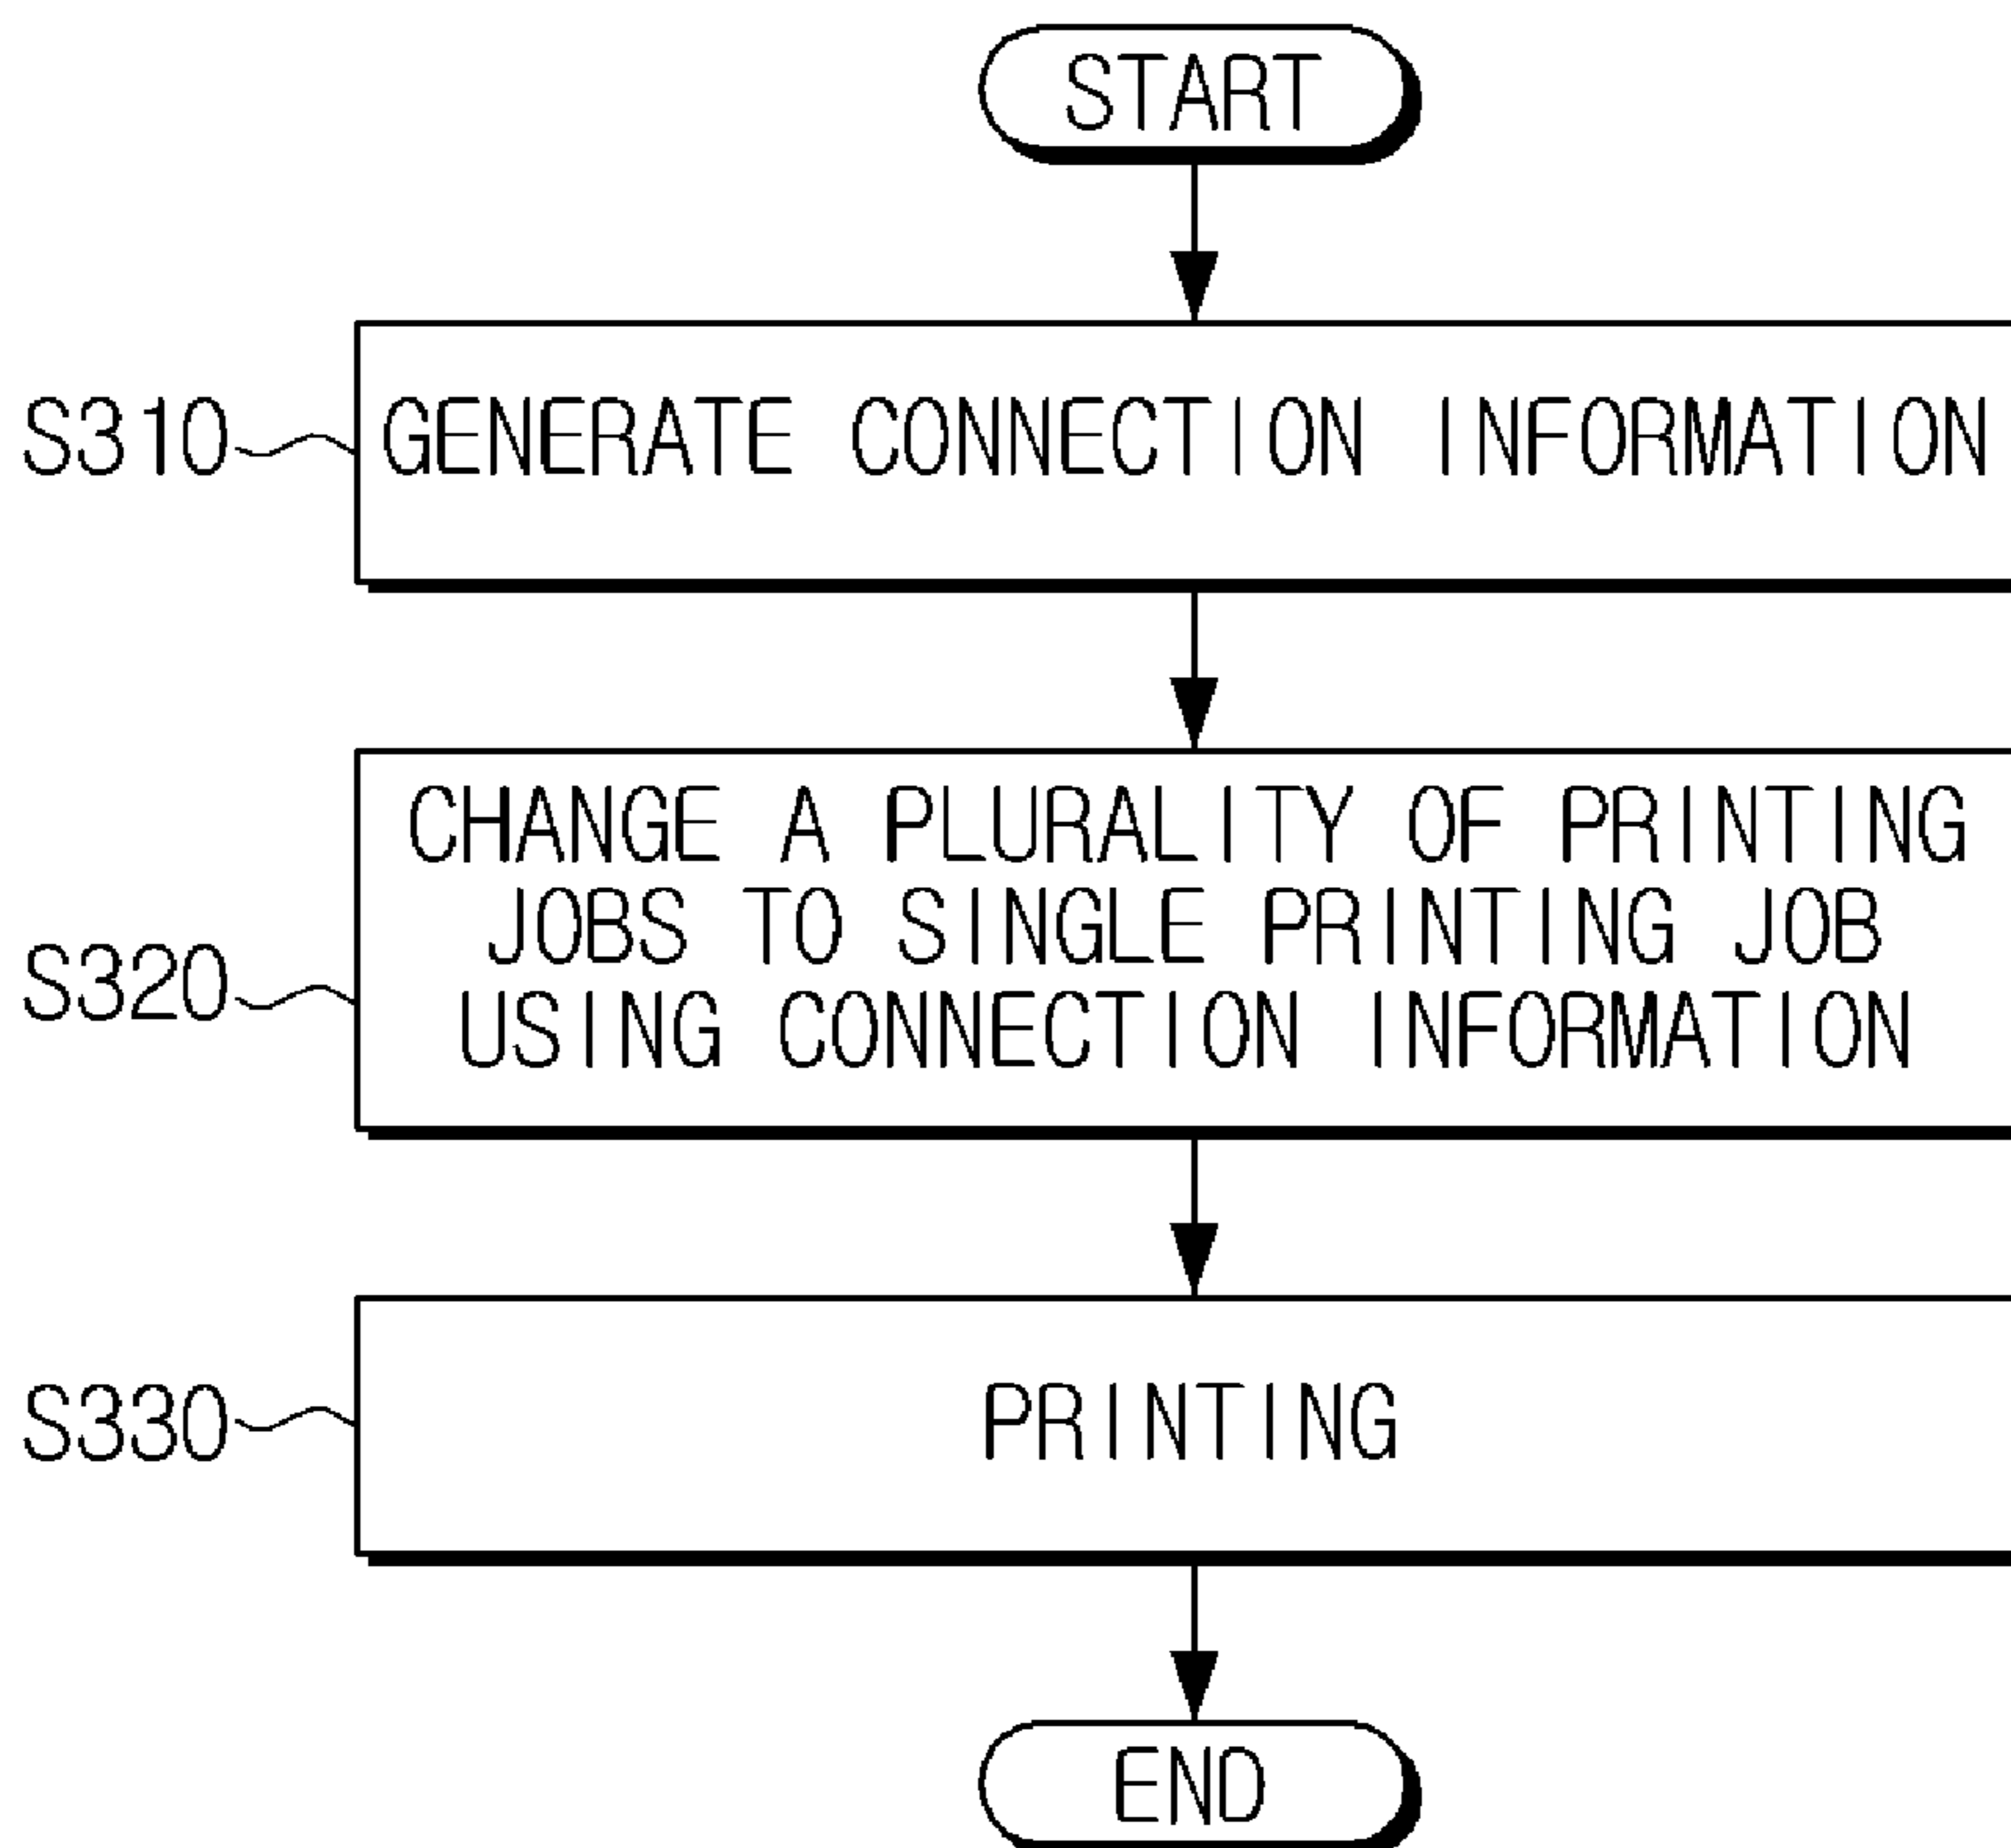 START
S310
GENERATE CONNECTION INFORMATION
S320
CHANGE A PLURALITY OF PRINTING
JOBS TO SINGLE PRINTING JOB
USING CONNECTION INFORMATION
S330
PRINTING
END